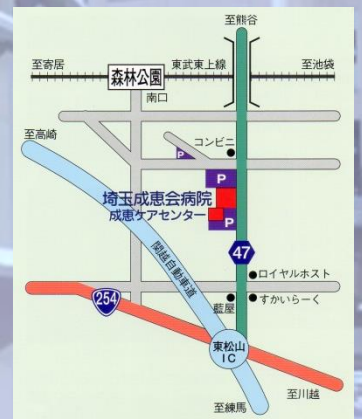 至熊谷
至寄居
東武東上線
至池袋
森林公園
南口
至高崎
コンビニ
P
P
埼玉成恵会病院
成恵ケアセンター
P
関越自動車道
47
ロイヤルホスト
254
藍屋
すかいらーく
東松山
IC
至川越
至練馬